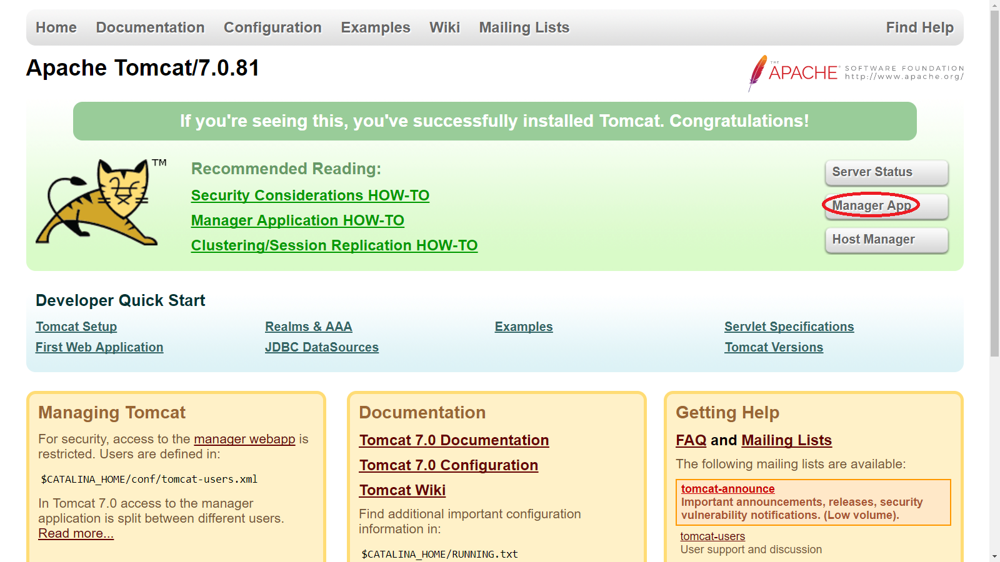 Home Documentation Configuration Examples Wiki Mailing Lists Find Help
Apache Tomcat/7.0.81
THE APACHE® SOFTWARE FOUNDATION
http://www.apache.org/
If you're seeing this, you've successfully installed Tomcat. Congratulations!
TM
Recommended Reading:
Security Considerations HOW-TO
Manager Application HOW-TO
Clustering/Session Replication HOW-TO
Server Status
Manager App
Host Manager
Developer Quick Start
Tomcat Setup
First Web Application
Realms & AAA
JDBC DataSources
Examples
Servlet Specifications
Tomcat Versions
Managing Tomcat
For security, access to the manager webapp is
restricted. Users are defined in:
$CATALINA_HOME/conf/tomcat-users.xml
In Tomcat 7.0 access to the manager
application is split between different users.
Read more...
Documentation
Tomcat 7.0 Documentation
Tomcat 7.0 Configuration
Tomcat Wiki
Find additional important configuration
information in:
$CATALINA_HOME/RUNNING.txt
Getting Help
FAQ and Mailing Lists
The following mailing lists are available:
tomcat-announce
Important announcements, releases, security
vulnerability notifications. (Low volume).
tomcat-users
User support and discussion